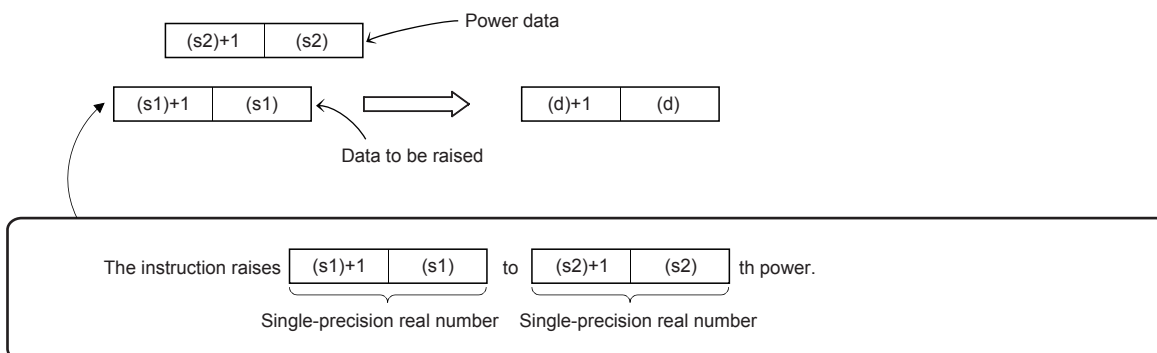 Power data
(s2)+1 (s2)
(s1)+1 (s1) (d)+1 (d)
Data to be raised
The instruction raises (s1)+1 (s1) to (s2)+1 (s2) th power.
Single-precision real number Single-precision real number